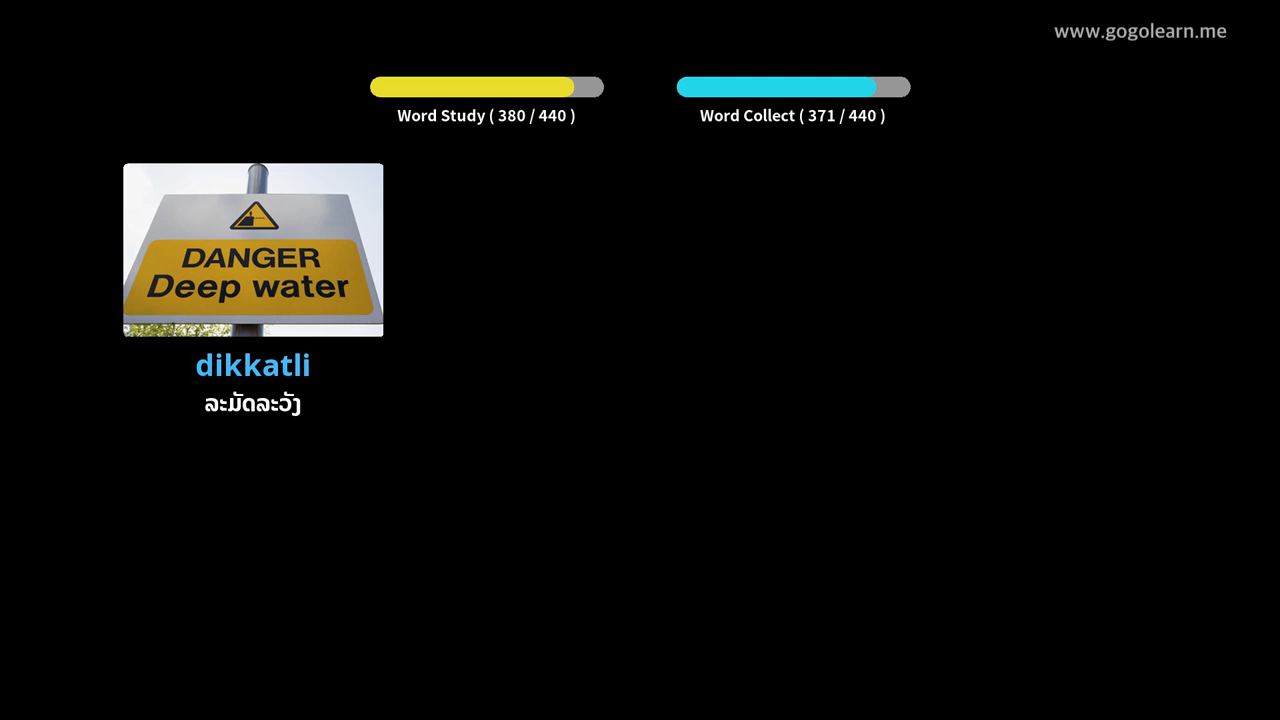 www.gogolearn.me
Word Study ( 380 / 440 )
Word Collect ( 371 / 440 )
DANGER
Deep water
dikkatli
ລະມັດລະວັງ